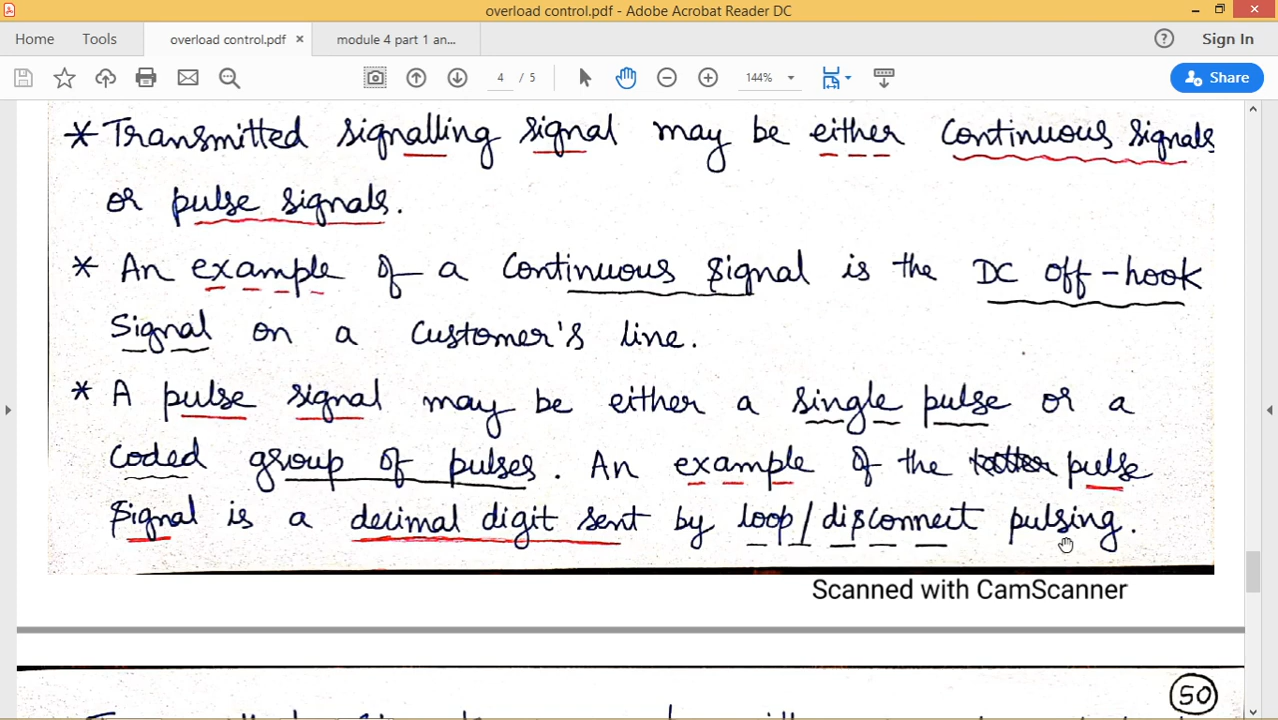 overload control.pdf - Adobe Acrobat Reader DC
Home Tools overload control.pdf × module 4 part 1 an... Sign In
4 / 5 144% Share
* Transmitted signalling signal may be either Continuous signals
or pulse signals.
* An example of a Continuous signal is the DC off-hook
Signal on a Customer's line.
* A pulse signal may be either a single pulse or a
Coded group of pulses. An example of the pulse
Signal is a decimal digit sent by loop/disconnect pulsing.
Scanned with CamScanner
50